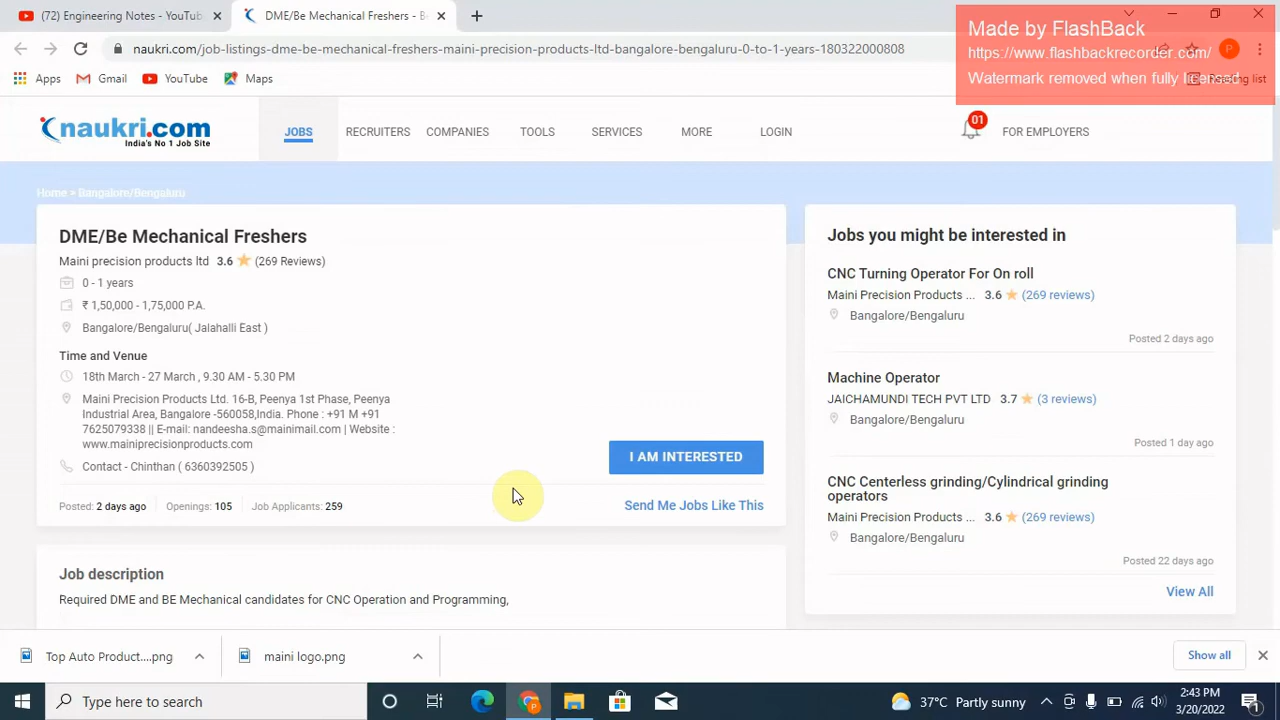 (72) Engineering Notes - YouTub
DME/Be Mechanical Freshers - Be
Made by FlashBack
https://www.flashbackrecorder.com/
Watermark removed when fully licensed
naukri.com/job-listings-dme-be-mechanical-freshers-maini-precision-products-ltd-bangalore-bengaluru-0-to-1-years-180322000808
P
Apps
Gmail
YouTube
Maps
Reading list
naukri.com
India's No 1 Job Site
JOBS
RECRUITERS
COMPANIES
TOOLS
SERVICES
MORE
LOGIN
01
FOR EMPLOYERS
Home > Bangalore/Bengaluru
DME/Be Mechanical Freshers
Maini precision products ltd 3.6 (269 Reviews)
0 - 1 years
₹ 1,50,000 - 1,75,000 P.A.
Bangalore/Bengaluru( Jalahalli East )
Time and Venue
18th March - 27 March , 9.30 AM - 5.30 PM
Maini Precision Products Ltd. 16-B, Peenya 1st Phase, Peenya
Industrial Area, Bangalore -560058,India. Phone : +91 M +91
7625079338 || E-mail: nandeesha.s@mainimail.com | Website :
www.mainiprecisionproducts.com
Contact - Chinthan ( 6360392505 )
I AM INTERESTED
Posted: 2 days ago
Openings: 105
Job Applicants: 259
Send Me Jobs Like This
Job description
Required DME and BE Mechanical candidates for CNC Operation and Programming,
Jobs you might be interested in
CNC Turning Operator For On roll
Maini Precision Products ... 3.6 (269 reviews)
Bangalore/Bengaluru
Posted 2 days ago
Machine Operator
JAICHAMUNDI TECH PVT LTD 3.7 (3 reviews)
Bangalore/Bengaluru
Posted 1 day ago
CNC Centerless grinding/Cylindrical grinding
operators
Maini Precision Products ... 3.6 (269 reviews)
Bangalore/Bengaluru
Posted 22 days ago
View All
Top Auto Product....png
maini logo.png
Show all
Type here to search
P
37°C Partly sunny
2:43 PM
3/20/2022
1